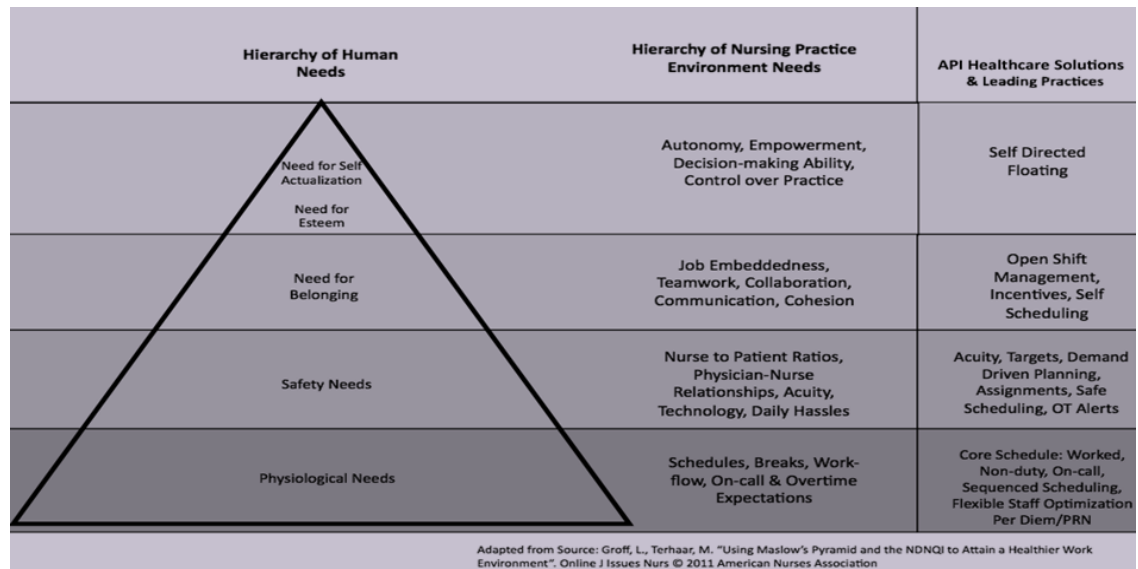 Hierarchy of Human
Needs
Hierarchy of Nursing Practice
Environment Needs
API Healthcare Solutions
& Leading Practices
Need for Self
Actualization
Need for
Esteem
Autonomy, Empowerment,
Decision-making Ability,
Control over Practice
Self Directed
Floating
Need for
Belonging
Job Embeddedness,
Teamwork, Collaboration,
Communication, Cohesion
Open Shift
Management,
Incentives, Self
Scheduling
Safety Needs
Nurse to Patient Ratios,
Physician-Nurse
Relationships, Acuity,
Technology, Daily Hassles
Acuity, Targets, Demand
Driven Planning,
Assignments, Safe
Scheduling, OT Alerts
Physiological Needs
Schedules, Breaks, Work-
flow, On-call & Overtime
Expectations
Core Schedule: Worked,
Non-duty, On-call,
Sequenced Scheduling,
Flexible Staff Optimization
Per Diem/PRN
Adapted from Source: Groff, L., Terhaar, M. "Using Maslow's Pyramid and the NDNQI to Attain a Healthier Work
Environment". Online J Issues Nurs © 2011 American Nurses Association